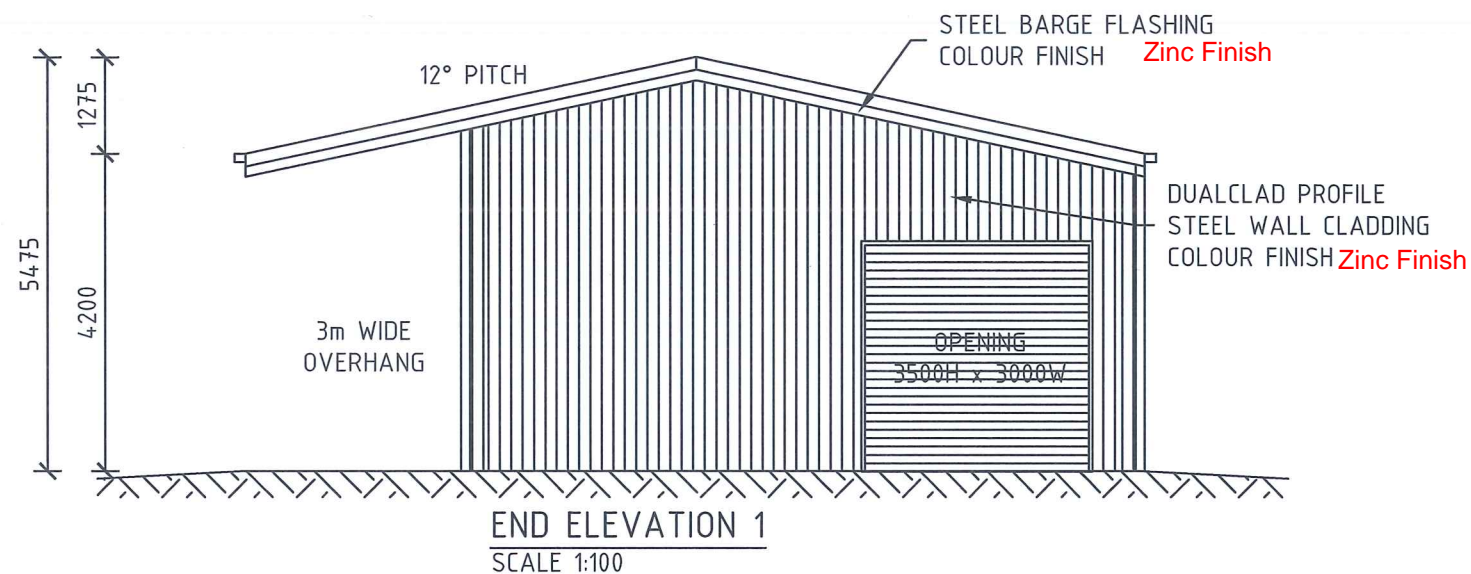 STEEL BARGE FLASHING
COLOUR FINISH Zinc Finish
12° PITCH
1275
5475
4200
DUALCLAD PROFILE
STEEL WALL CLADDING
COLOUR FINISH Zinc Finish
3m WIDE
OVERHANG
OPENING
3500H x 3000W
END ELEVATION 1
SCALE 1:100